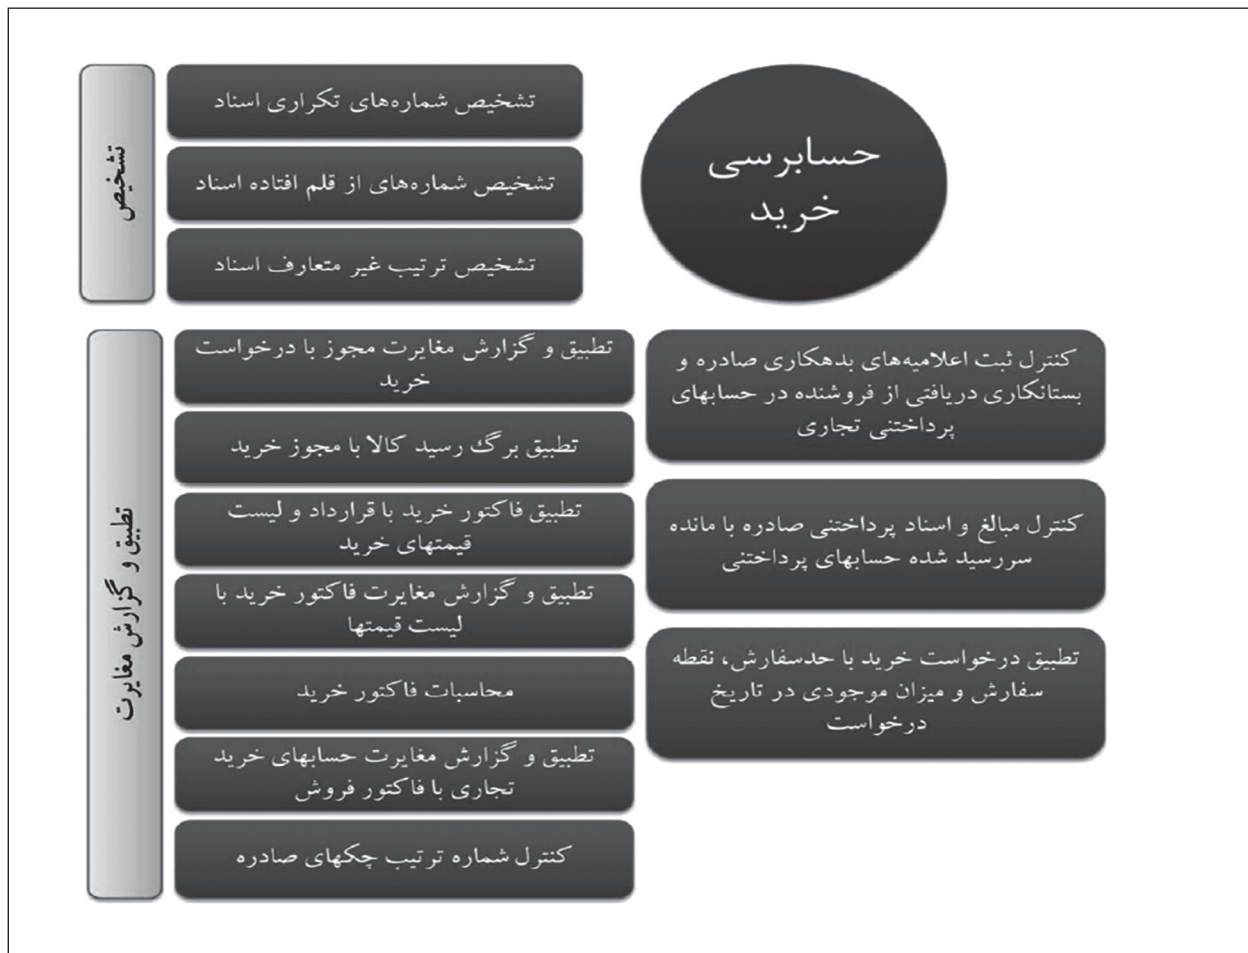 حسابرسی
خرید
تشخیص
تشخیص شماره‌های تکراری اسناد
تشخیص شماره‌های از قلم افتاده اسناد
تشخیص ترتیب غیر متعارف اسناد
تطبیق و گزارش مغایرت
کنترل ثبت اعلامیه‌های بدهکاری صادره و
بستانکاری دریافتی از فروشنده در حسابهای
پرداختنی تجاری
کنترل مبالغ و اسناد پرداختنی صادره با مانده
سررسید شده حسابهای پرداختنی
تطبیق درخواست خرید با حدسفارش، نقطه
سفارش و میزان موجودی در تاریخ
درخواست
تطبیق و گزارش مغایرت مجوز با درخواست
خرید
تطبیق برگ رسید کالا با مجوز خرید
تطبیق فاکتور خرید با قرارداد و لیست
قیمتهای خرید
تطبیق و گزارش مغایرت فاکتور خرید با
لیست قیمتها
محاسبات فاکتور خرید
تطبیق و گزارش مغایرت حسابهای خرید
تجاری با فاکتور فروش
کنترل شماره ترتیب چکهای صادره